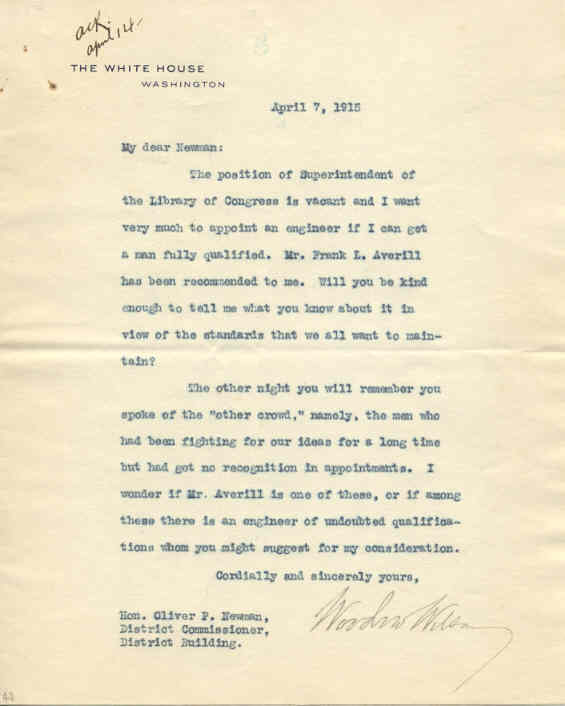 ack.
april 14.
THE WHITE HOUSE
WASHINGTON
April 7, 1915
My dear Newman:
The position of Superintendent of
the Library of Congress is vacant and I want
very much to appoint an engineer if I can get
a man fully qualified. Mr. Frank L. Averill
has been recommended to me. Will you be kind
enough to tell me what you know about it in
view of the standards that we all want to main-
tain?
The other night you will remember you
spoke of the "other crowd," namely, the men who
had been fighting for our ideas for a long time
but had got no recognition in appointments. I
wonder if Mr. Averill is one of these, or if among
these there is an engineer of undoubted qualifica-
tions whom you might suggest for my consideration.
Cordially and sincerely yours,
Woodrow Wilson
Hon. Oliver P. Newman,
District Commissioner,
District Building.